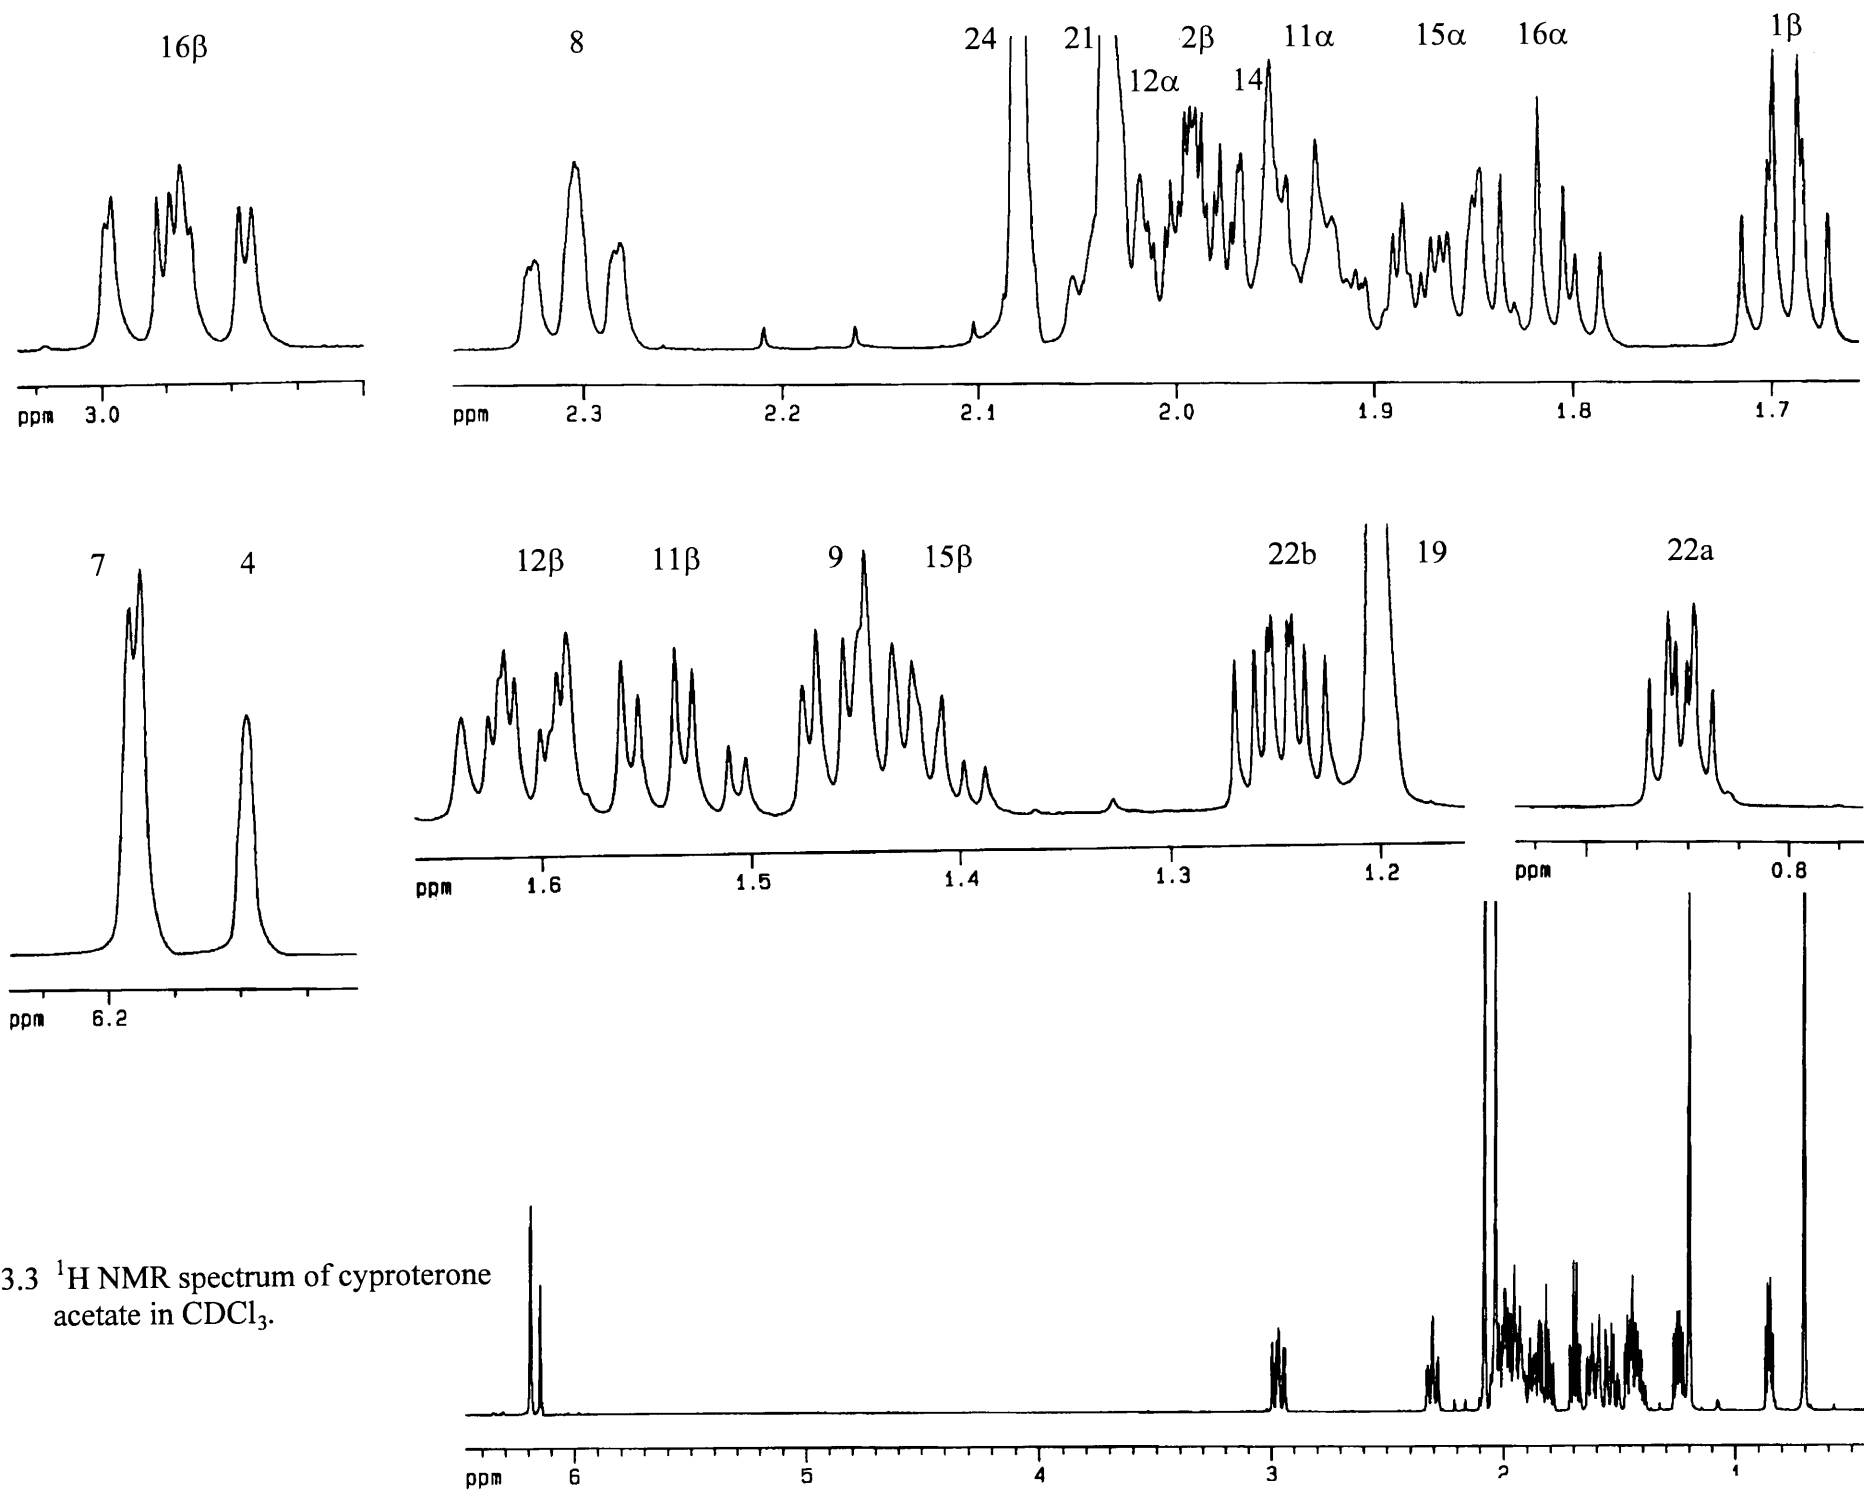 16β 8 24 21 2β 11α 15α 16α 1β
12α 14
ppm 3.0 ppm 2.3 2.2 2.1 2.0 1.9 1.8 1.7
7 4 12β 11β 9 15β 22b 19 22a
ppm 1.6 1.5 1.4 1.3 1.2 ppm 0.8
ppm 6.2
3.3 ¹H NMR spectrum of cyproterone
acetate in CDCl₃.
ppm 6 5 4 3 2 1